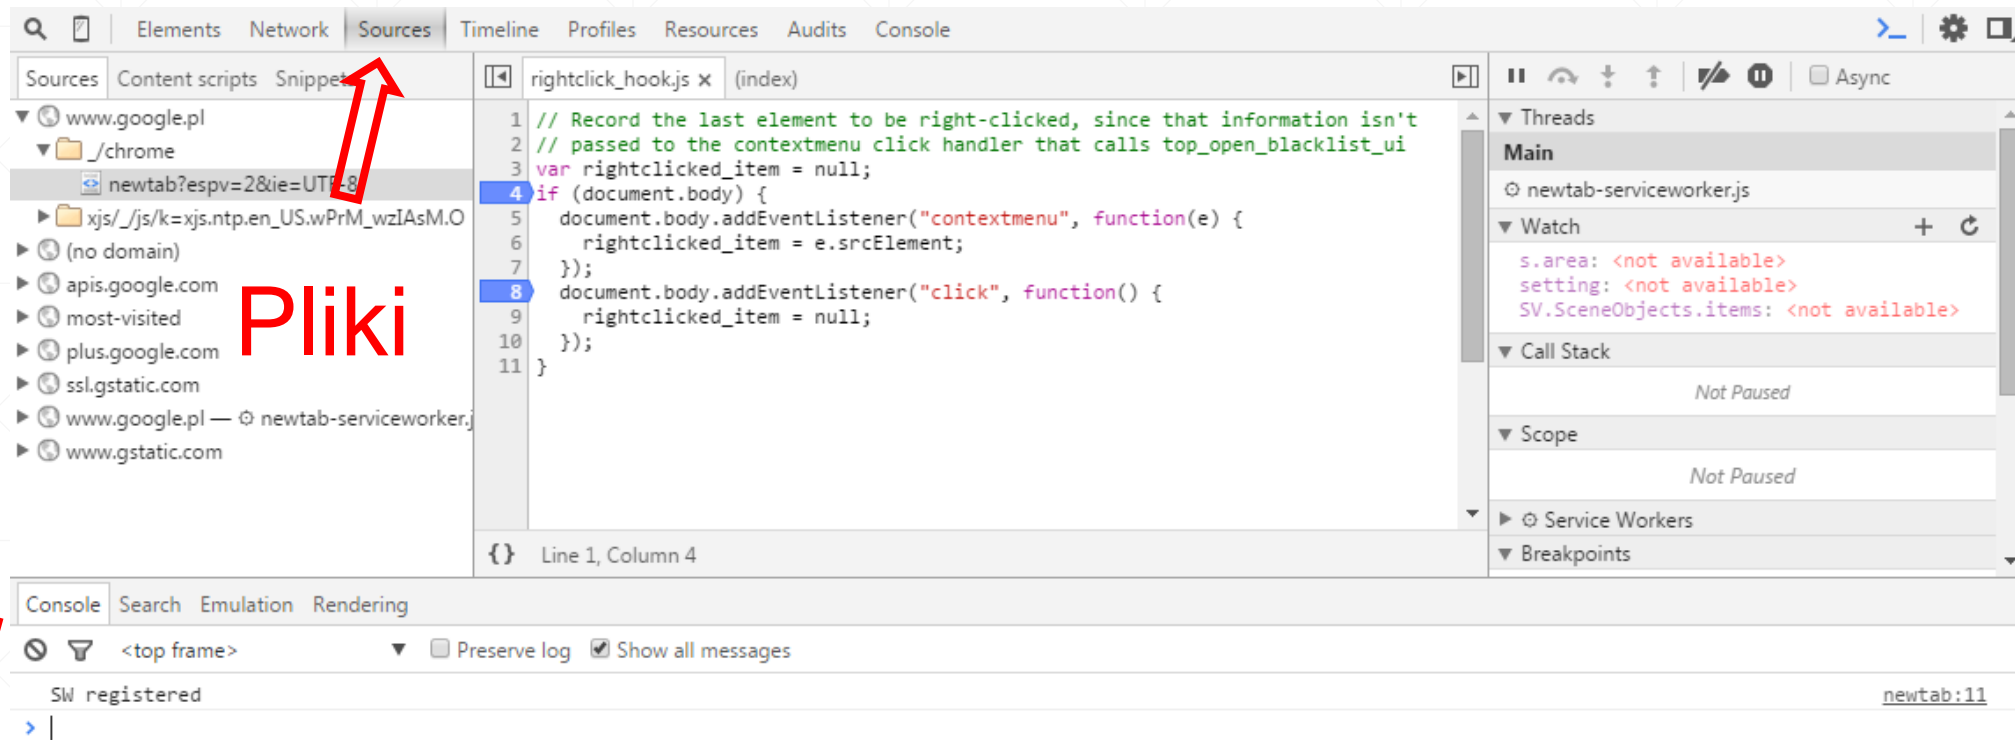 Elements Network Sources Timeline Profiles Resources Audits Console
Sources Content scripts Snippet
www.google.pl
_/chrome
newtab?espv=2&ie=UTF-8
xjs/_/js/k=xjs.ntp.en_US.wPrM_wzIAsM.O
(no domain)
apis.google.com
most-visited
plus.google.com
ssl.gstatic.com
www.google.pl — newtab-serviceworker.j
www.gstatic.com
Pliki
rightclick_hook.js × (index)
1 // Record the last element to be right-clicked, since that information isn't
2 // passed to the contextmenu click handler that calls top_open_blacklist_ui
3 var rightclicked_item = null;
4 if (document.body) {
5 document.body.addEventListener("contextmenu", function(e) {
6 rightclicked_item = e.srcElement;
7 });
8 document.body.addEventListener("click", function() {
9 rightclicked_item = null;
10 });
11 }
{} Line 1, Column 4
Async
Threads
Main
newtab-serviceworker.js
Watch
s.area: <not available>
setting: <not available>
SV.SceneObjects.items: <not available>
Call Stack
Not Paused
Scope
Not Paused
Service Workers
Breakpoints
Console Search Emulation Rendering
<top frame> Preserve log Show all messages
SW registered newtab:11